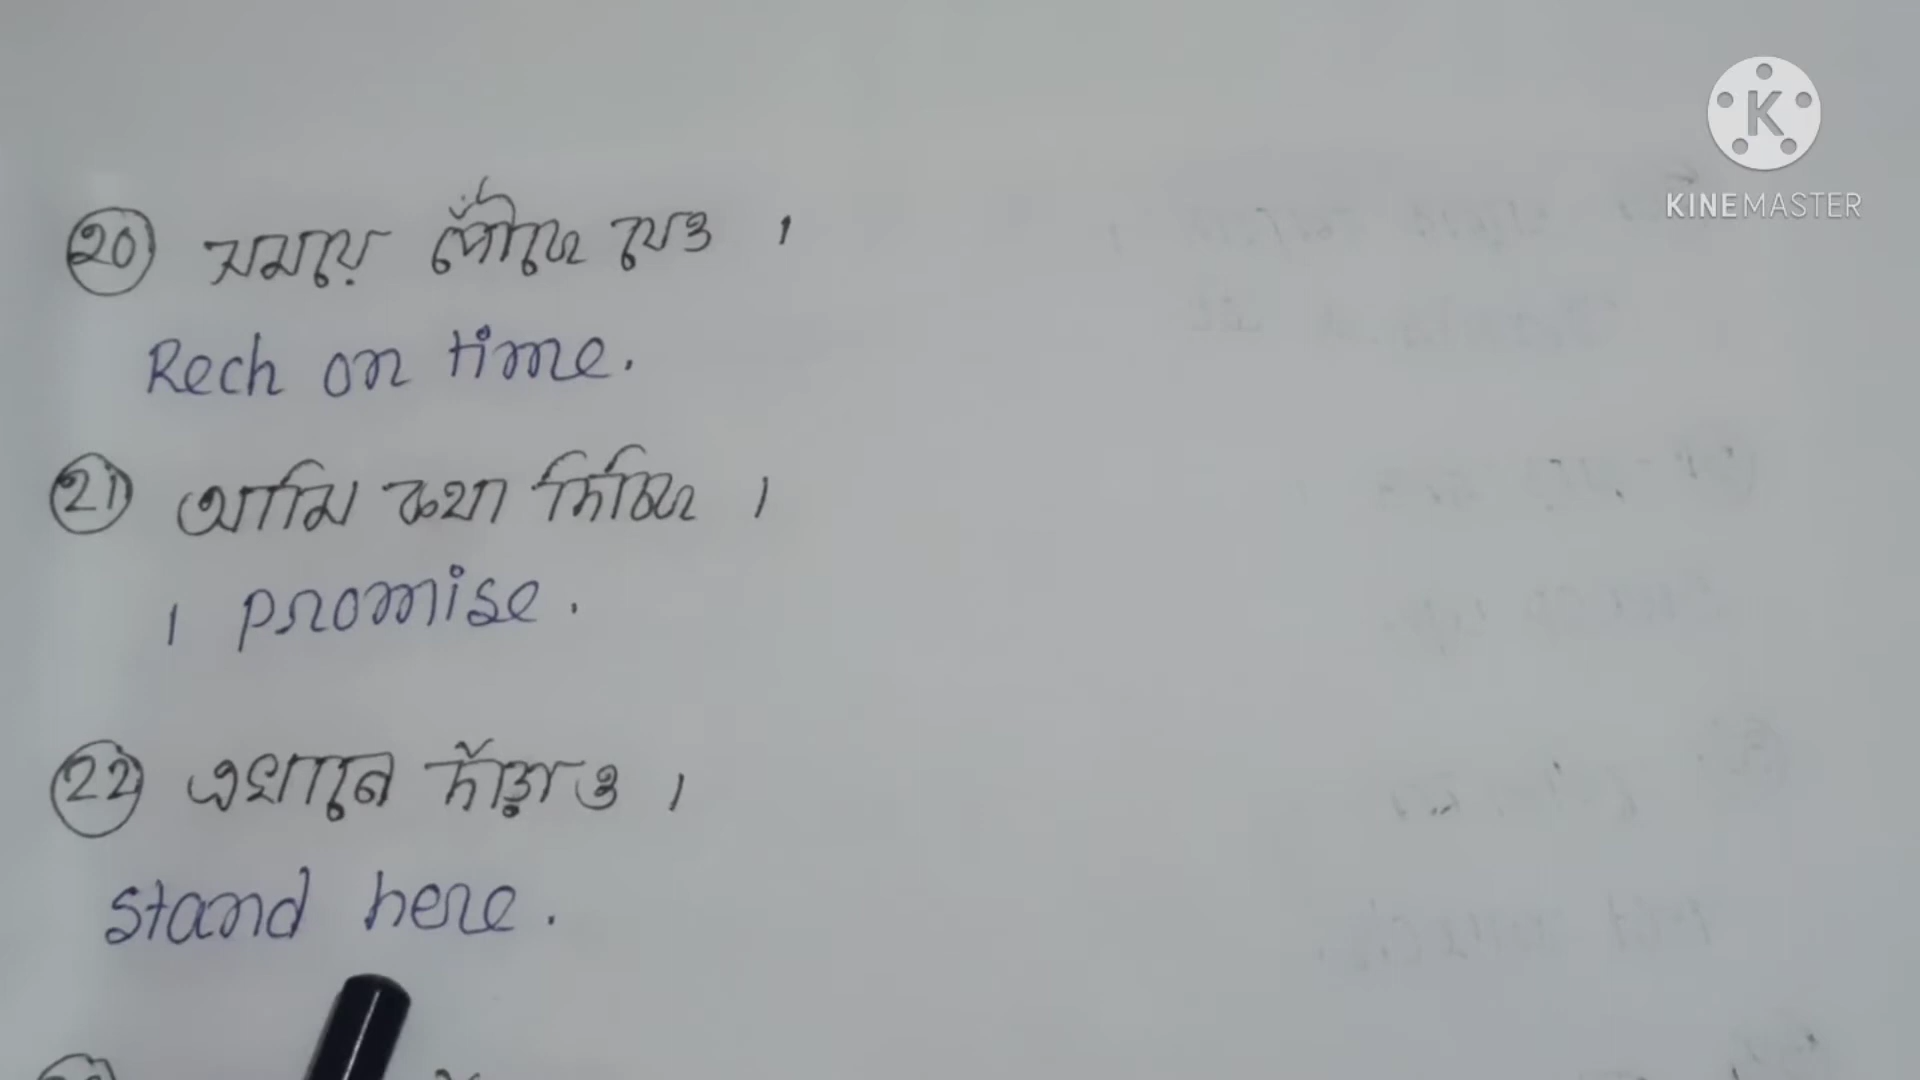 K
KINEMASTER
20 সময়ে পৌঁছে যেও ।
Rech on time.
21 আমি কথা দিচ্ছি ।
I promise.
22 এখানে দাঁড়াও ।
Stand here.